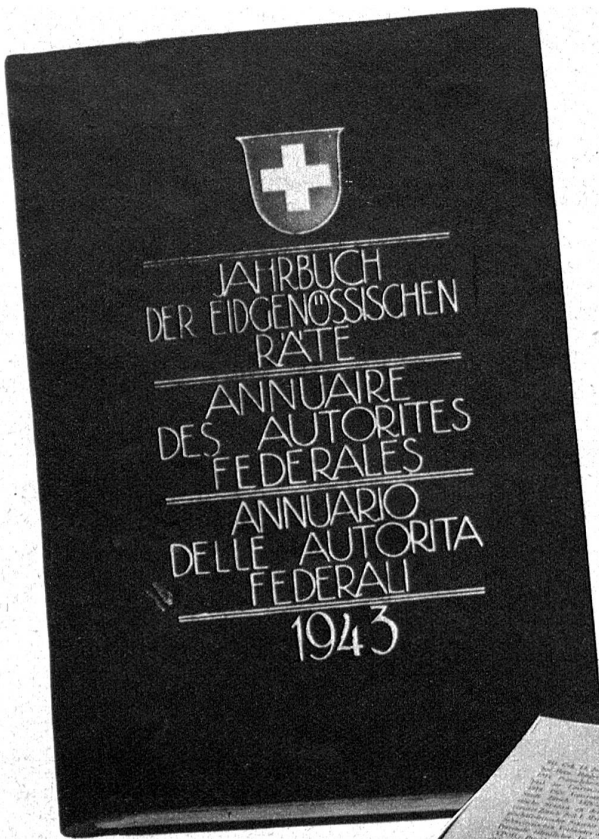 JAHRBUCH
DER EIDGENÖSSISCHEN
RÄTE
ANNUAIRE
DES AUTORITES
FEDERALES
ANNUARIO
DELLE AUTORITA
FEDERALI
1943